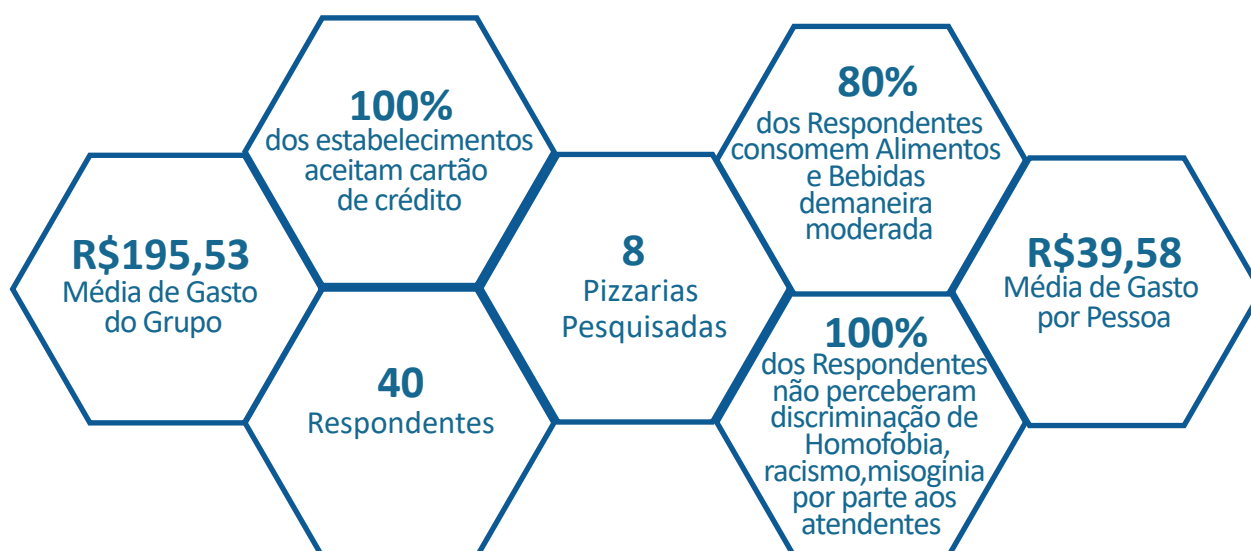 R$195,53
Média de Gasto
do Grupo
100%
dos estabelecimentos
aceitam cartão
de crédito
40
Respondentes
8
Pizzarias
Pesquisadas
80%
dos Respondentes
consomem Alimentos
e Bebidas
demaneira
moderada
100%
dos Respondentes
não perceberam
discriminação de
Homofobia,
racismo,misoginia
por parte aos
atendentes
R$39,58
Média de Gasto
por Pessoa